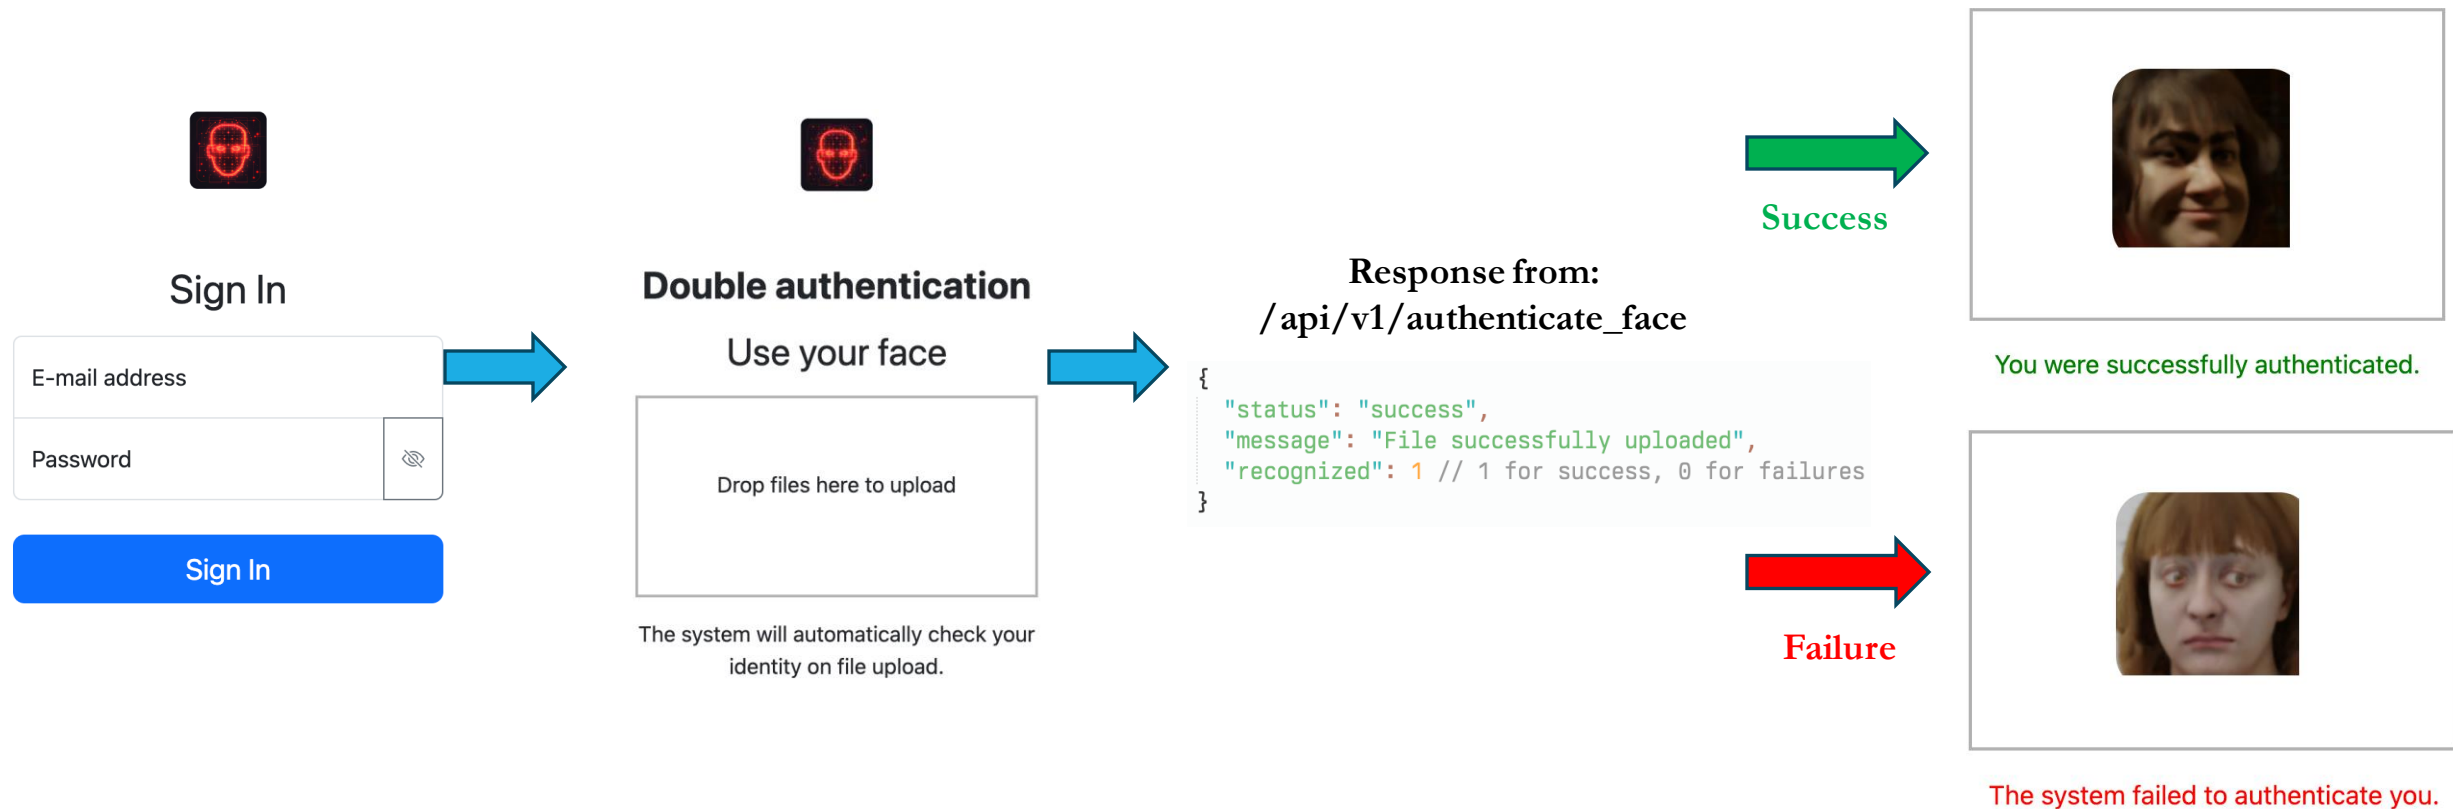 Sign In
E-mail address
Password
Sign In
Double authentication
Use your face
Drop files here to upload
The system will automatically check your
identity on file upload.
Response from:
/api/v1/authenticate_face
{
"status": "success",
"message": "File successfully uploaded",
"recognized": 1 // 1 for success, 0 for failures
}
Success
You were successfully authenticated.
Failure
The system failed to authenticate you.